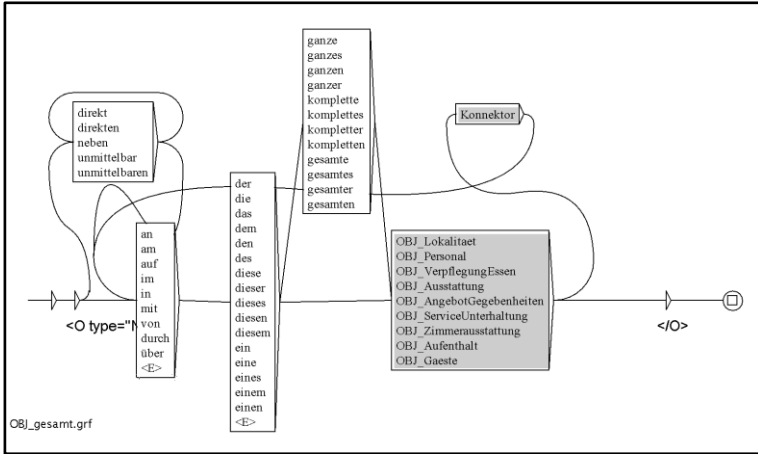 direkt
direkten
neben
unmittelbar
unmittelbaren
an
am
auf
im
in
mit
von
durch
über
<E>
<O type="N
der
die
das
dem
den
des
diese
dieser
dieses
diesen
diesem
ein
eine
eines
einem
einen
<E>
ganze
ganzes
ganzen
ganzer
komplette
komplettes
kompletter
kompletten
gesamte
gesamtes
gesamter
gesamten
Konnektor
OBJ_Lokalitaet
OBJ_Personal
OBJ_VerpflegungEssen
OBJ_Ausstattung
OBJ_AngebotGegebenheiten
OBJ_ServiceUnterhaltung
OBJ_Zimmerausstattung
OBJ_Aufenthalt
OBJ_Gaeste
</O>
OBJ_gesamt.grf